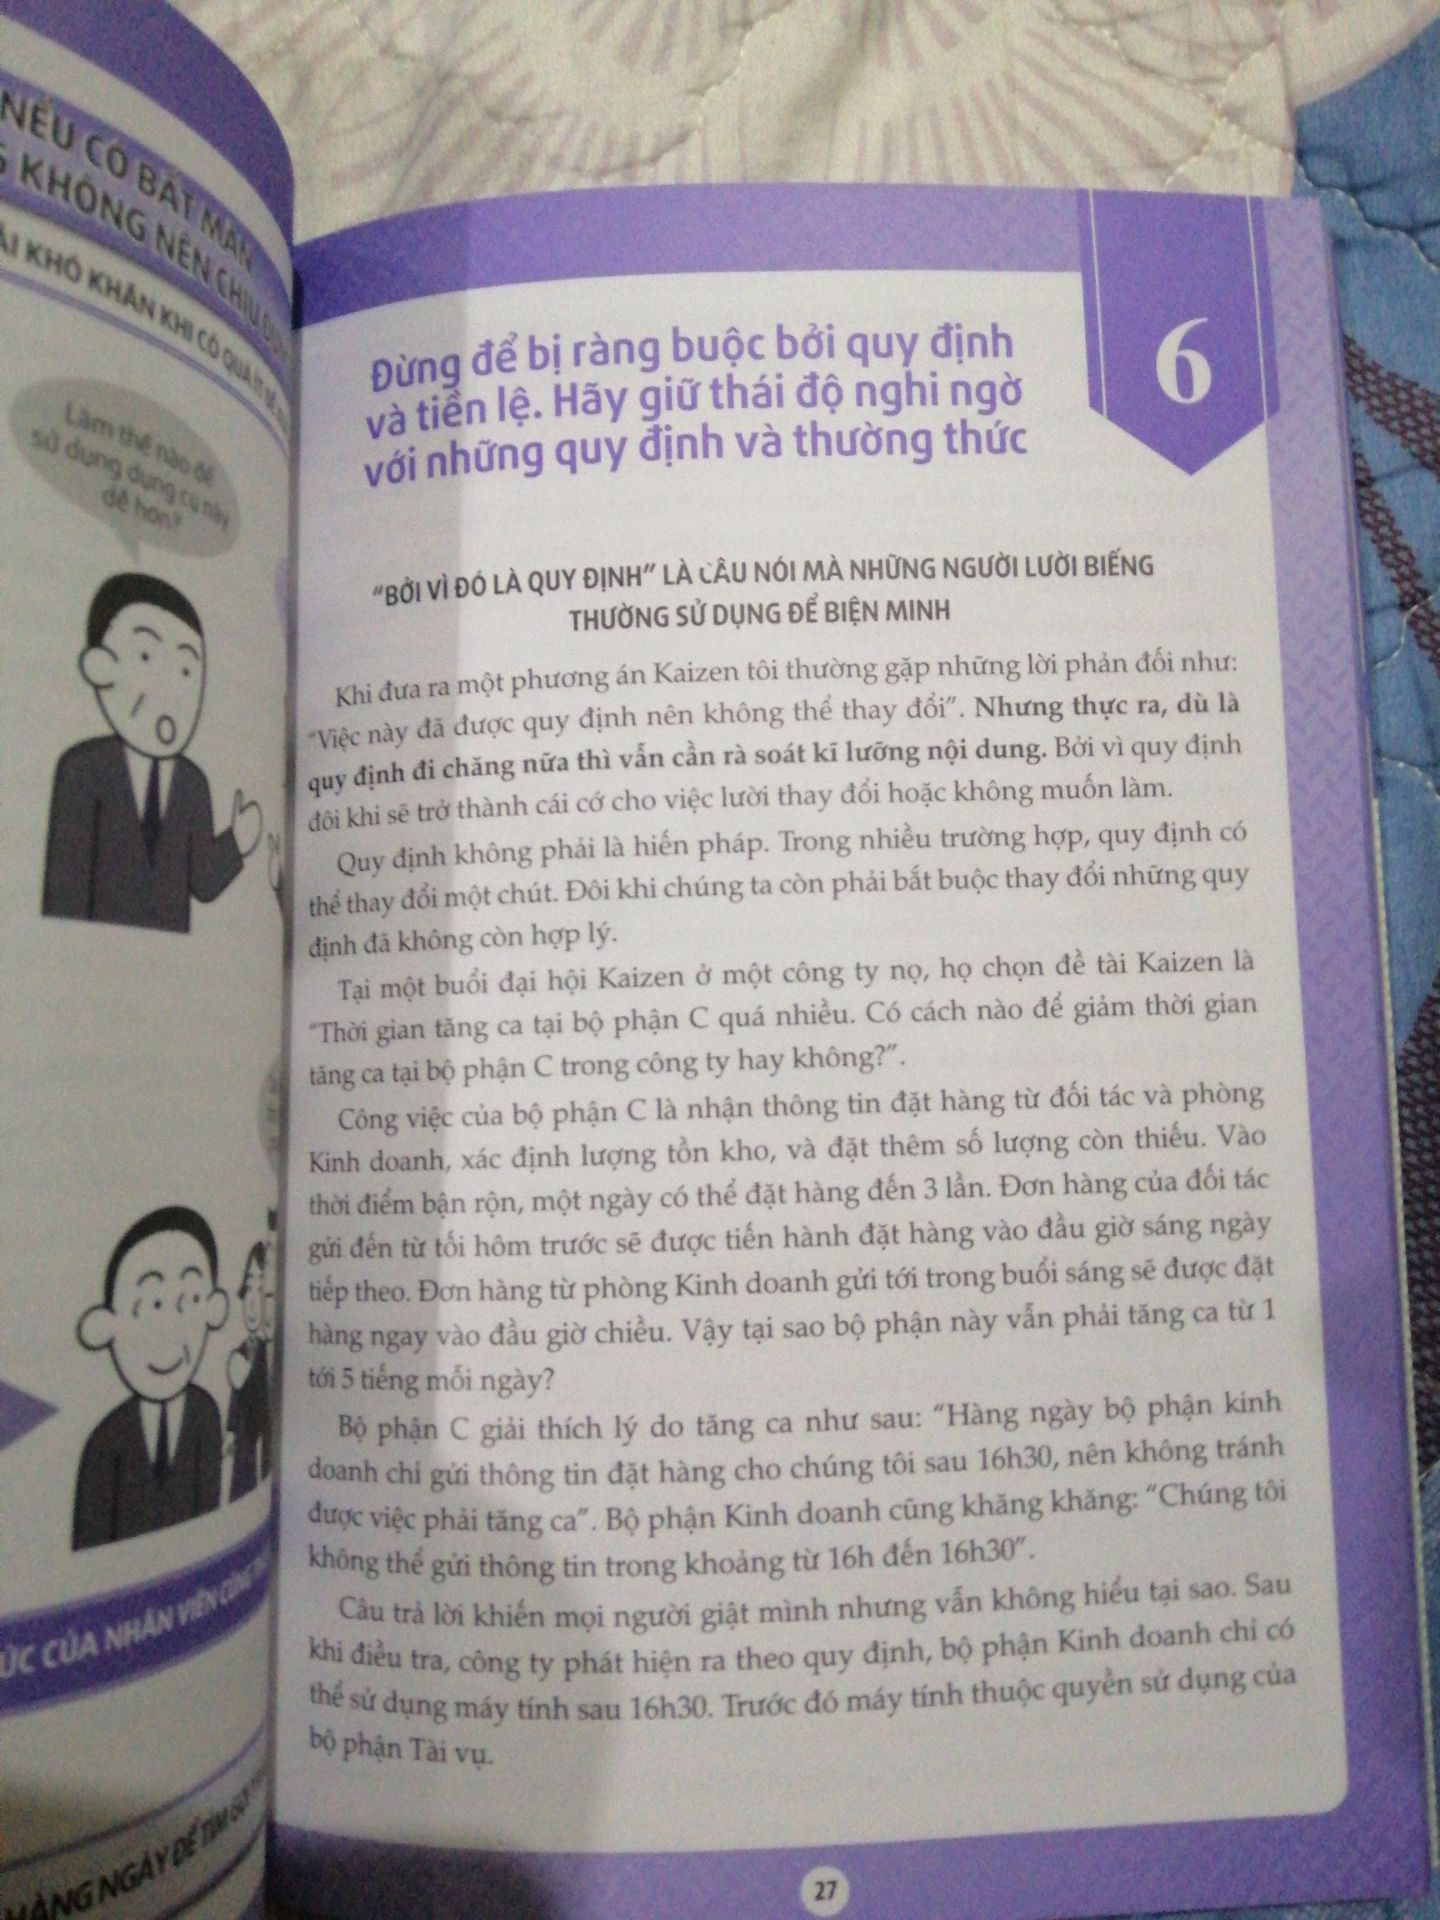 NẾU CÓ BẤT MÃN
KHÔNG NÊN CHỊU
KHÓ KHĂN KHI CÓ QUÁ ÍT
Làm thế nào để
sử dụng dụng cụ này
dễ hơn?
CỦA NHÂN VIÊN
HÀNG NGÀY ĐỂ TÌM
6
Đừng để bị ràng buộc bởi quy định
và tiền lệ. Hãy giữ thái độ nghi ngờ
với những quy định và thường thức
“BỞI VÌ ĐÓ LÀ QUY ĐỊNH” LÀ CÂU NÓI MÀ NHỮNG NGƯỜI LƯỜI BIẾNG
THƯỜNG SỬ DỤNG ĐỂ BIỆN MINH
Khi đưa ra một phương án Kaizen tôi thường gặp những lời phản đối như:
“Việc này đã được quy định nên không thể thay đổi”. Nhưng thực ra, dù là
quy định đi chăng nữa thì vẫn cần rà soát kĩ lưỡng nội dung. Bởi vì quy định
đôi khi sẽ trở thành cái cớ cho việc lười thay đổi hoặc không muốn làm.
Quy định không phải là hiến pháp. Trong nhiều trường hợp, quy định có
thể thay đổi một chút. Đôi khi chúng ta còn phải bắt buộc thay đổi những quy
định đã không còn hợp lý.
Tại một buổi đại hội Kaizen ở một công ty nọ, họ chọn đề tài Kaizen là
“Thời gian tăng ca tại bộ phận C quá nhiều. Có cách nào để giảm thời gian
tăng ca tại bộ phận C trong công ty hay không?”.
Công việc của bộ phận C là nhận thông tin đặt hàng từ đối tác và phòng
Kinh doanh, xác định lượng tồn kho, và đặt thêm số lượng còn thiếu. Vào
thời điểm bận rộn, một ngày có thể đặt hàng đến 3 lần. Đơn hàng của đối tác
gửi đến từ tối hôm trước sẽ được tiến hành đặt hàng vào đầu giờ sáng ngày
tiếp theo. Đơn hàng từ phòng Kinh doanh gửi tới trong buổi sáng sẽ được đặt
hàng ngay vào đầu giờ chiều. Vậy tại sao bộ phận này vẫn phải tăng ca từ 1
tới 5 tiếng mỗi ngày?
Bộ phận C giải thích lý do tăng ca như sau: “Hàng ngày bộ phận kinh
doanh chỉ gửi thông tin đặt hàng cho chúng tôi sau 16h30, nên không tránh
được việc phải tăng ca”. Bộ phận Kinh doanh cũng khăng khăng: “Chúng tôi
không thể gửi thông tin trong khoảng từ 16h đến 16h30”.
Câu trả lời khiến mọi người giật mình nhưng vẫn không hiểu tại sao. Sau
khi điều tra, công ty phát hiện ra theo quy định, bộ phận Kinh doanh chỉ có
thể sử dụng máy tính sau 16h30. Trước đó máy tính thuộc quyền sử dụng của
bộ phận Tài vụ.
27